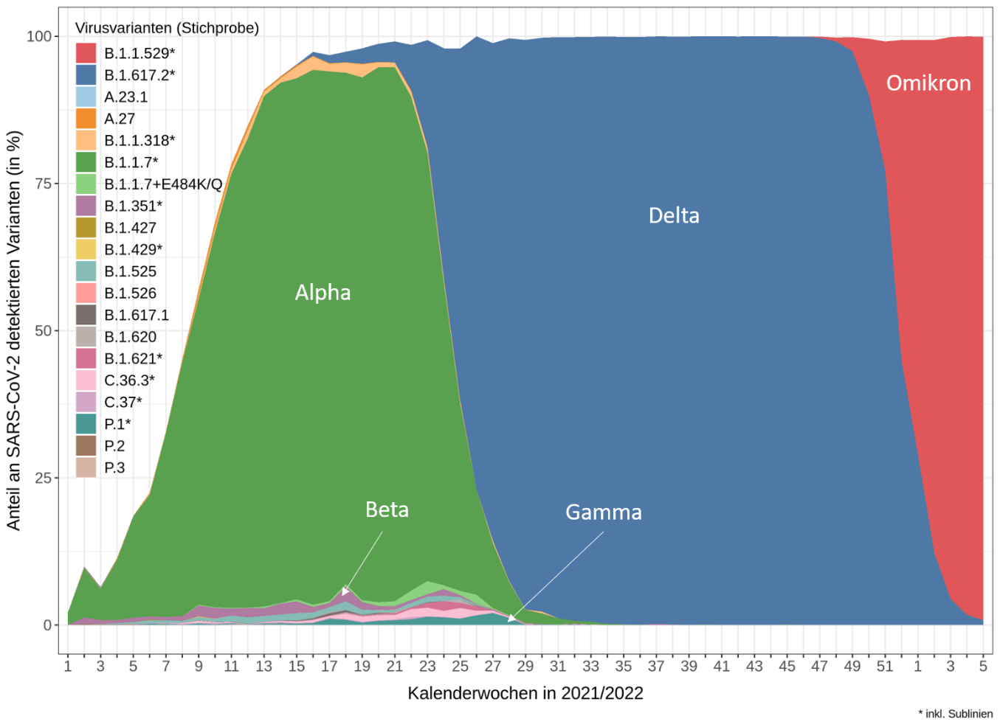 Virusvarianten (Stichprobe)
B.1.1.529*
B.1.617.2*
A.23.1
A.27
B.1.1.318*
B.1.1.7*
B.1.1.7+E484K/Q
B.1.351*
B.1.427
B.1.429*
B.1.525
B.1.526
B.1.617.1
B.1.620
B.1.621*
C.36.3*
C.37*
P.1*
P.2
P.3
Anteil an SARS-CoV-2 detektierten Varianten (in %)
100
75
50
25
0
Omikron
Delta
Alpha
Beta
Gamma
1 3 5 7 9 11 13 15 17 19 21 23 25 27 29 31 33 35 37 39 41 43 45 47 49 51 1 3 5
Kalenderwochen in 2021/2022
* inkl. Sublinien